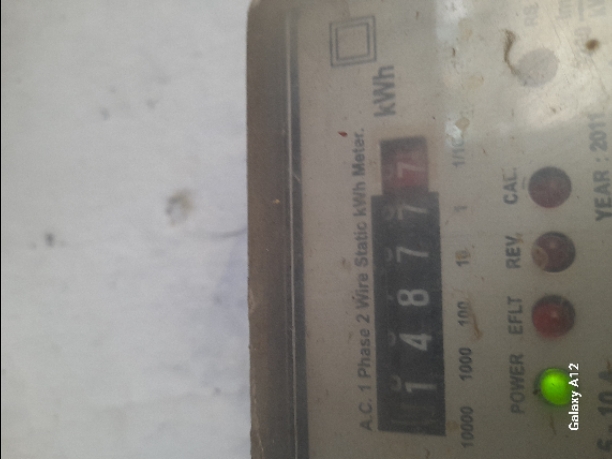 A.C. 1 Phase 2 Wire Static kWh Meter.
kWh
1 4 8 7 7 7
10000 1000 100 10 1 1/10
POWER EFLT REV. CAL.
YEAR : 2011
Galaxy A12